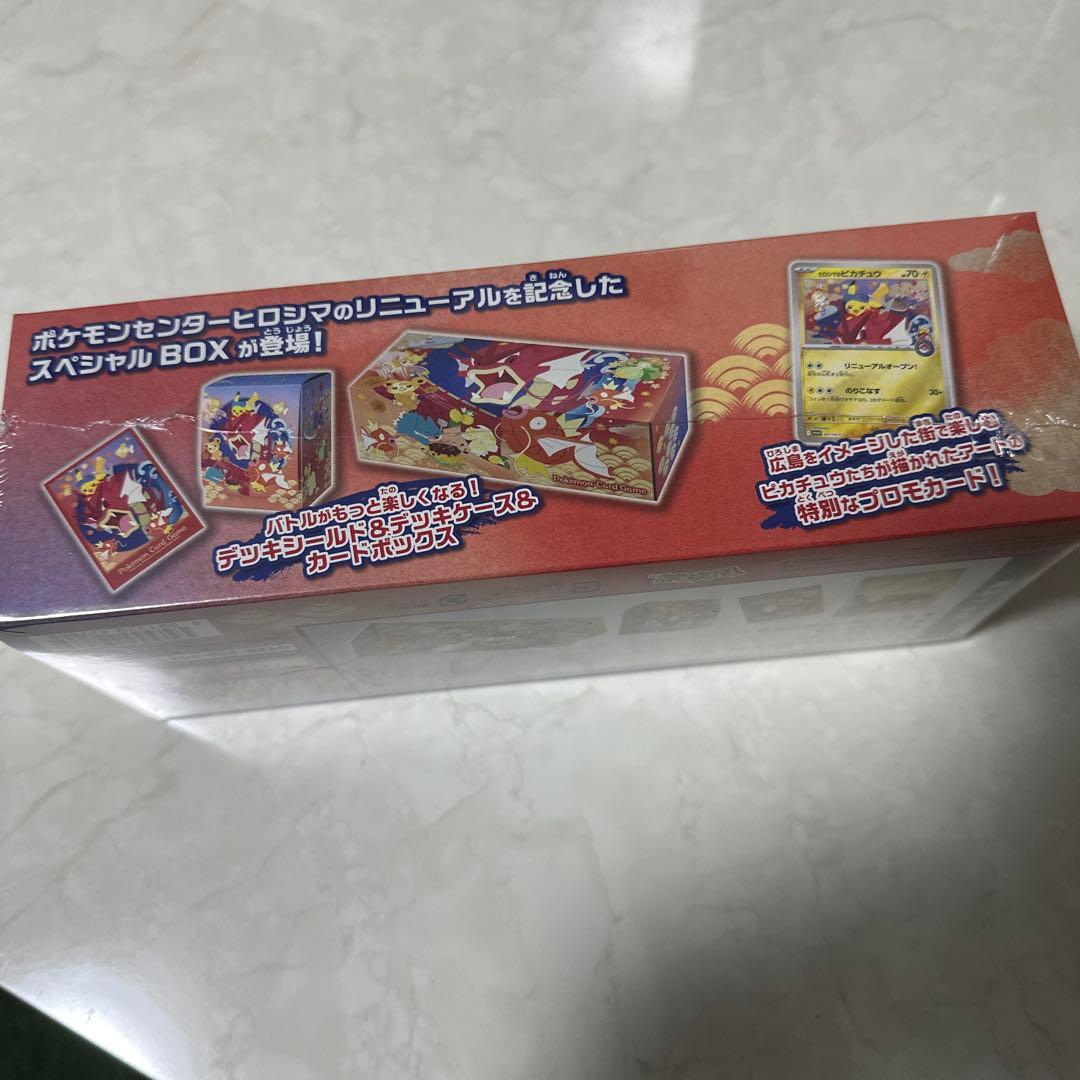 ポケモンセンターヒロシマのリニューアルを記念した
スペシャルBOXが登場!
バトルがもっと楽しくなる!
デッキシールド&デッキケース&
カードボックス
Pokémon Card Game
Pokémon Card Game
ヒロシマのピカチュウ
70
リニューアルオープン!
のりこなす
30+
広島をイメージした街で楽しむ
ピカチュウたちが描かれたアートの
特別なプロモカード!